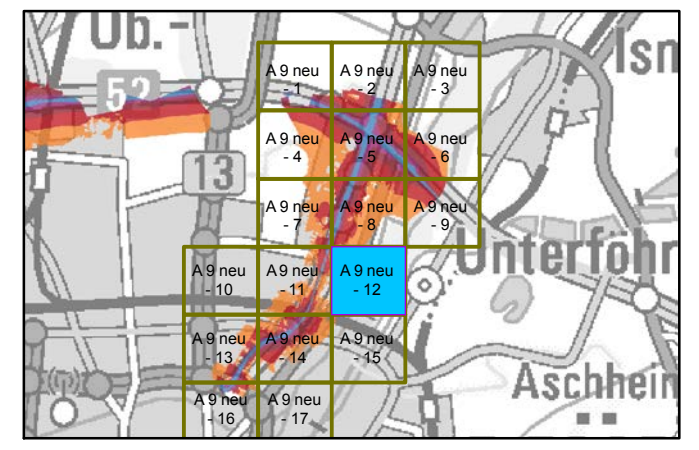 Ob.-
Isn
52
A 9 neu
- 1
A 9 neu
- 2
A 9 neu
- 3
A 9 neu
- 4
A 9 neu
- 5
A 9 neu
- 6
13
A 9 neu
- 7
A 9 neu
- 8
A 9 neu
- 9
Unterföhr
A 9 neu
- 10
A 9 neu
- 11
A 9 neu
- 12
A 9 neu
- 13
A 9 neu
- 14
A 9 neu
- 15
Aschhein
A 9 neu
- 16
A 9 neu
- 17